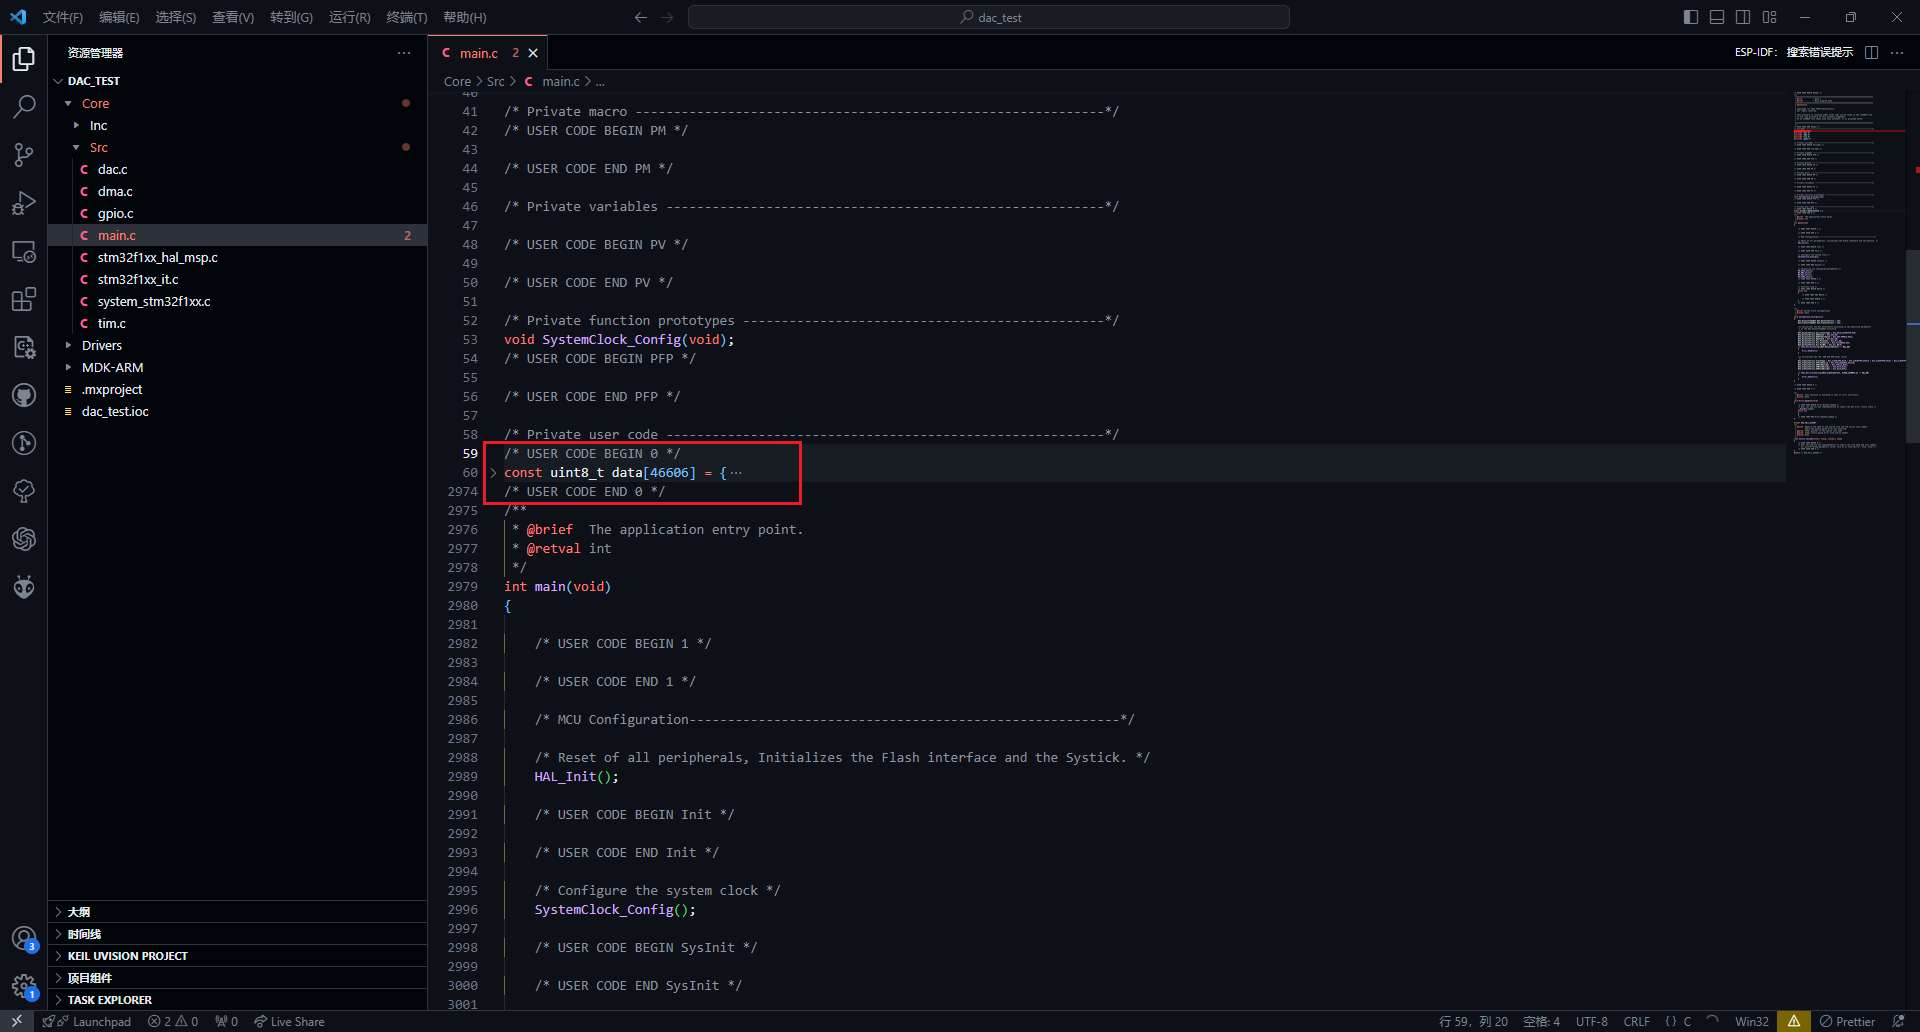 文件(F) 编辑(E) 选择(S) 查看(V) 转到(G) 运行(R) 终端(T) 帮助(H) dac_test
资源管理器
DAC_TEST
Core
Inc
Src
dac.c
dma.c
gpio.c
main.c 2
stm32f1xx_hal_msp.c
stm32f1xx_it.c
system_stm32f1xx.c
tim.c
Drivers
MDK-ARM
.mxproject
dac_test.ioc
大纲
时间线
KEIL UVISION PROJECT
项目组件
TASK EXPLORER
3
1
C main.c 2
ESP-IDF: 搜索错误提示
Core > Src > C main.c > ...
40
41 /* Private macro -------------------------------------------------------------*/
42 /* USER CODE BEGIN PM */
43
44 /* USER CODE END PM */
45
46 /* Private variables ---------------------------------------------------------*/
47
48 /* USER CODE BEGIN PV */
49
50 /* USER CODE END PV */
51
52 /* Private function prototypes -----------------------------------------------*/
53 void SystemClock_Config(void);
54 /* USER CODE BEGIN PFP */
55
56 /* USER CODE END PFP */
57
58 /* Private user code ---------------------------------------------------------*/
59 /* USER CODE BEGIN 0 */
60 const uint8_t data[46606] = { ...
2974 /* USER CODE END 0 */
2975 /**
2976 * @brief  The application entry point.
2977 * @retval int
2978 */
2979 int main(void)
2980 {
2981
2982 /* USER CODE BEGIN 1 */
2983
2984 /* USER CODE END 1 */
2985
2986 /* MCU Configuration--------------------------------------------------------*/
2987
2988 /* Reset of all peripherals, Initializes the Flash interface and the Systick. */
2989 HAL_Init();
2990
2991 /* USER CODE BEGIN Init */
2992
2993 /* USER CODE END Init */
2994
2995 /* Configure the system clock */
2996 SystemClock_Config();
2997
2998 /* USER CODE BEGIN SysInit */
2999
3000 /* USER CODE END SysInit */
3001
Launchpad 2 0 0 Live Share 行 59，列 20 空格: 4 UTF-8 CRLF {} C Win32 Prettier